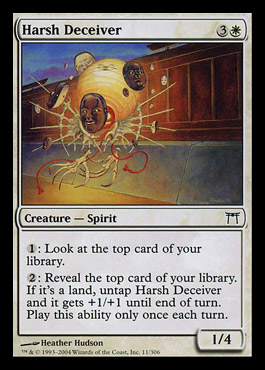 Harsh Deceiver 3
Creature — Spirit
1: Look at the top card of your
library.
2: Reveal the top card of your library.
If it's a land, untap Harsh Deceiver
and it gets +1/+1 until end of turn.
Play this ability only once each turn.
Heather Hudson
™ & © 1993–2004 Wizards of the Coast, Inc. 11/306
1/4